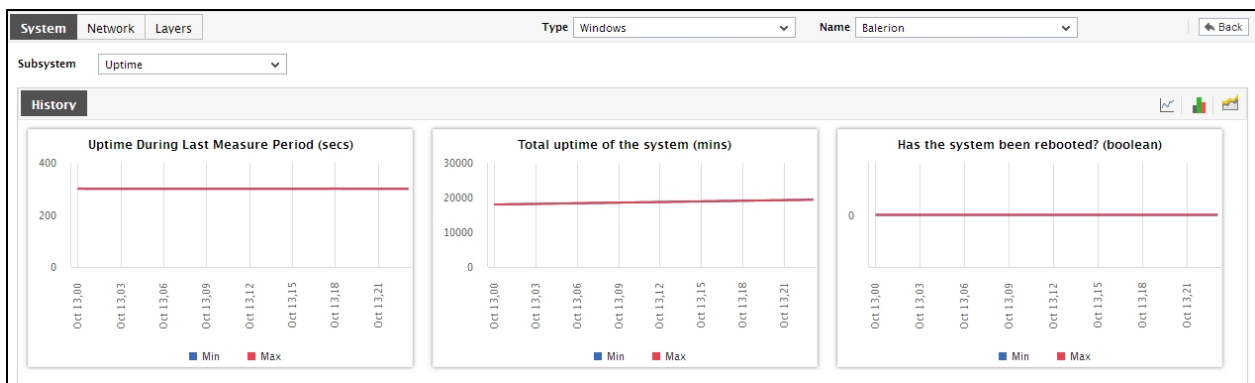 System Network Layers Type Windows Name Balerion Back
Subsystem Uptime
History
Uptime During Last Measure Period (secs)
400
200
0
Oct 13,00
Oct 13,03
Oct 13,06
Oct 13,09
Oct 13,12
Oct 13,15
Oct 13,18
Oct 13,21
Min Max
Total uptime of the system (mins)
30000
20000
10000
0
Oct 13,00
Oct 13,03
Oct 13,06
Oct 13,09
Oct 13,12
Oct 13,15
Oct 13,18
Oct 13,21
Min Max
Has the system been rebooted? (boolean)
0
Oct 13,00
Oct 13,03
Oct 13,06
Oct 13,09
Oct 13,12
Oct 13,15
Oct 13,18
Oct 13,21
Min Max